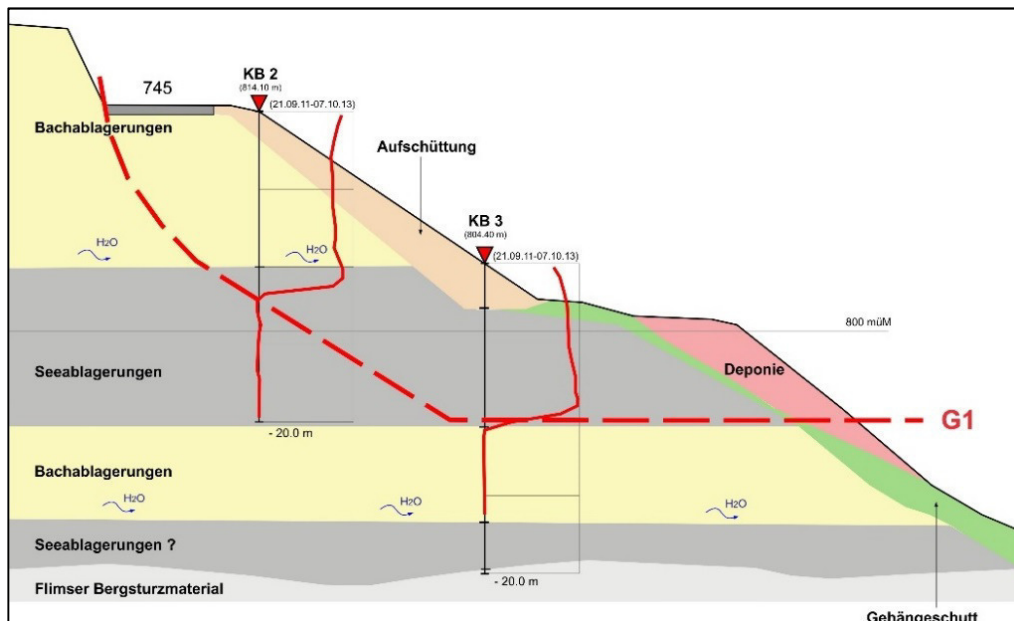 KB 2
(814.10 m)
745
(21.09.11-07.10.13)
Bachablagerungen
Aufschüttung
KB 3
(804.40 m)
(21.09.11-07.10.13)
H2O
H2O
800 müM
Deponie
Seeablagerungen
G1
- 20.0 m
Bachablagerungen
H2O
H2O
H2O
Seeablagerungen ?
- 20.0 m
Flimser Bergsturzmaterial
Gehängeschutt